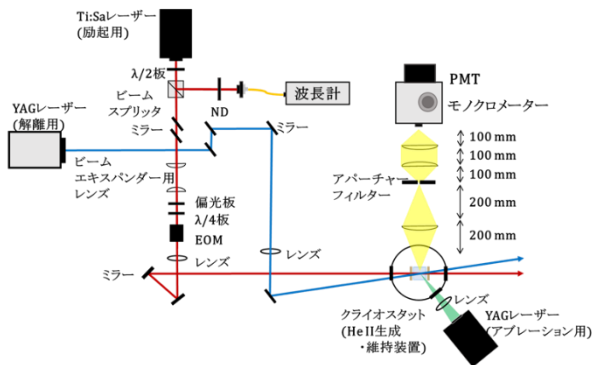 Ti:Saレーザー
(励起用)
λ/2板
ビーム
スプリッタ
ミラー
ND
波長計
YAGレーザー
(解離用)
ビーム
エキスパンダー用
レンズ
ミラー
偏光板
λ/4板
EOM
レンズ
ミラー
レンズ
PMT
モノクロメーター
100 mm
100 mm
100 mm
アパーチャー
フィルター
200 mm
200 mm
クライオスタット
(He II生成
・維持装置)
レンズ
YAGレーザー
(アブレーション用)